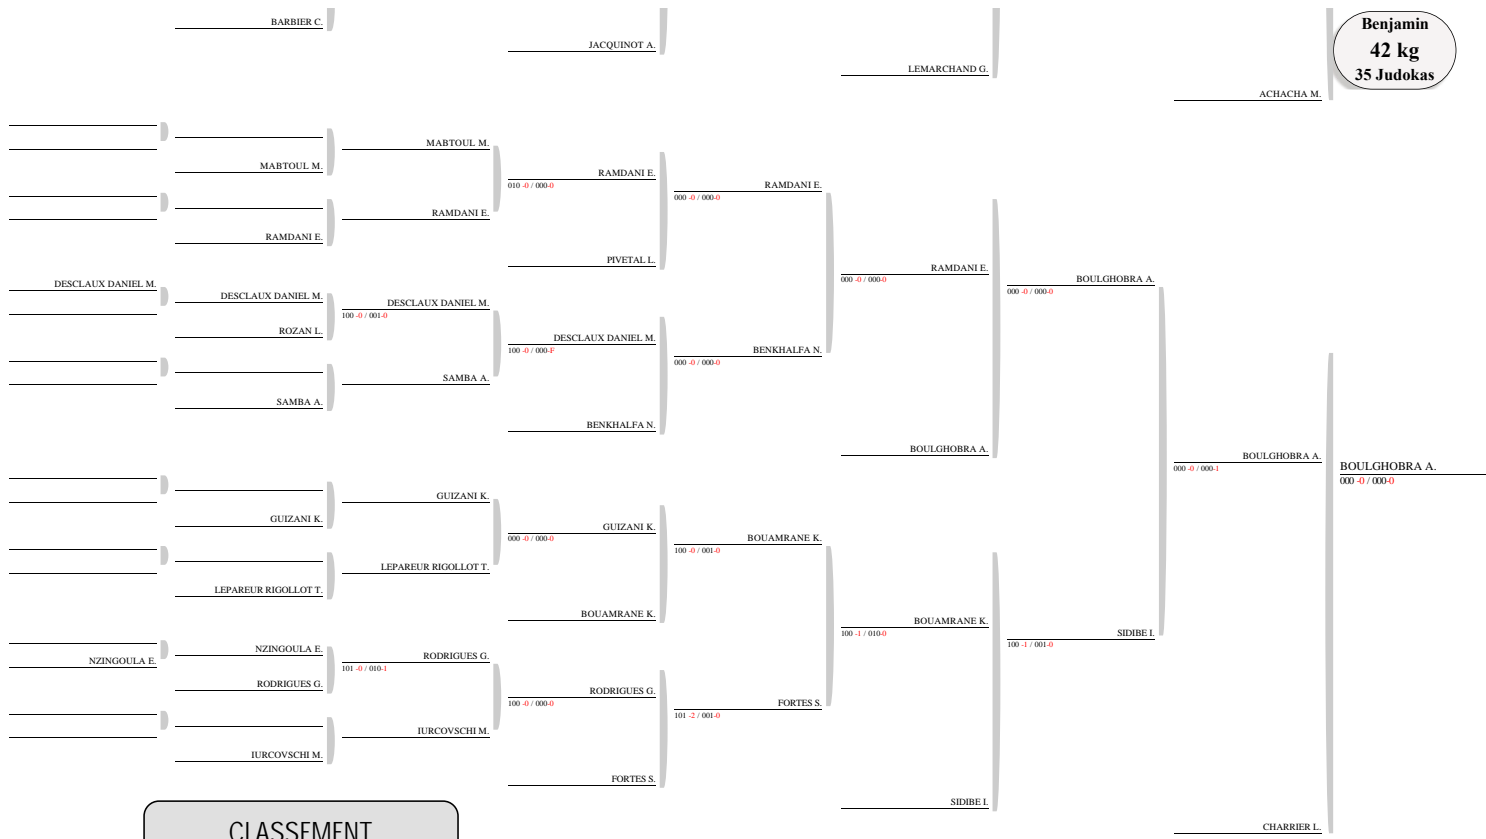 BARBIER C.
JACQUINOT A.
LEMARCHAND G.
ACHACHA M.
Benjamin
42 kg
35 Judokas
MABTOUL M.
MABTOUL M.
RAMDANI E.
010 -0 / 000-0
RAMDANI E.
000 -0 / 000-0
RAMDANI E.
RAMDANI E.
PIVETAL L.
RAMDANI E.
000 -0 / 000-0
BOULGHOBRA A.
000 -0 / 000-0
DESCLAUX DANIEL M.
DESCLAUX DANIEL M.
DESCLAUX DANIEL M.
100 -0 / 001-0
ROZAN L.
DESCLAUX DANIEL M.
100 -0 / 000-F
BENKHALFA N.
000 -0 / 000-0
SAMBA A.
SAMBA A.
BENKHALFA N.
BOULGHOBRA A.
BOULGHOBRA A.
000 -0 / 000-1
BOULGHOBRA A.
000 -0 / 000-0
GUIZANI K.
GUIZANI K.
GUIZANI K.
000 -0 / 000-0
BOUAMRANE K.
100 -0 / 001-0
LEPAREUR RIGOLLOT T.
LEPAREUR RIGOLLOT T.
BOUAMRANE K.
BOUAMRANE K.
100 -1 / 010-0
SIDIBE I.
100 -1 / 001-0
NZINGOULA E.
NZINGOULA E.
RODRIGUES G.
101 -0 / 010-1
RODRIGUES G.
RODRIGUES G.
100 -0 / 000-0
FORTES S.
101 -2 / 001-0
IURCOVSCHI M.
IURCOVSCHI M.
FORTES S.
SIDIBE I.
CHARRIER L.
CLASSEMENT